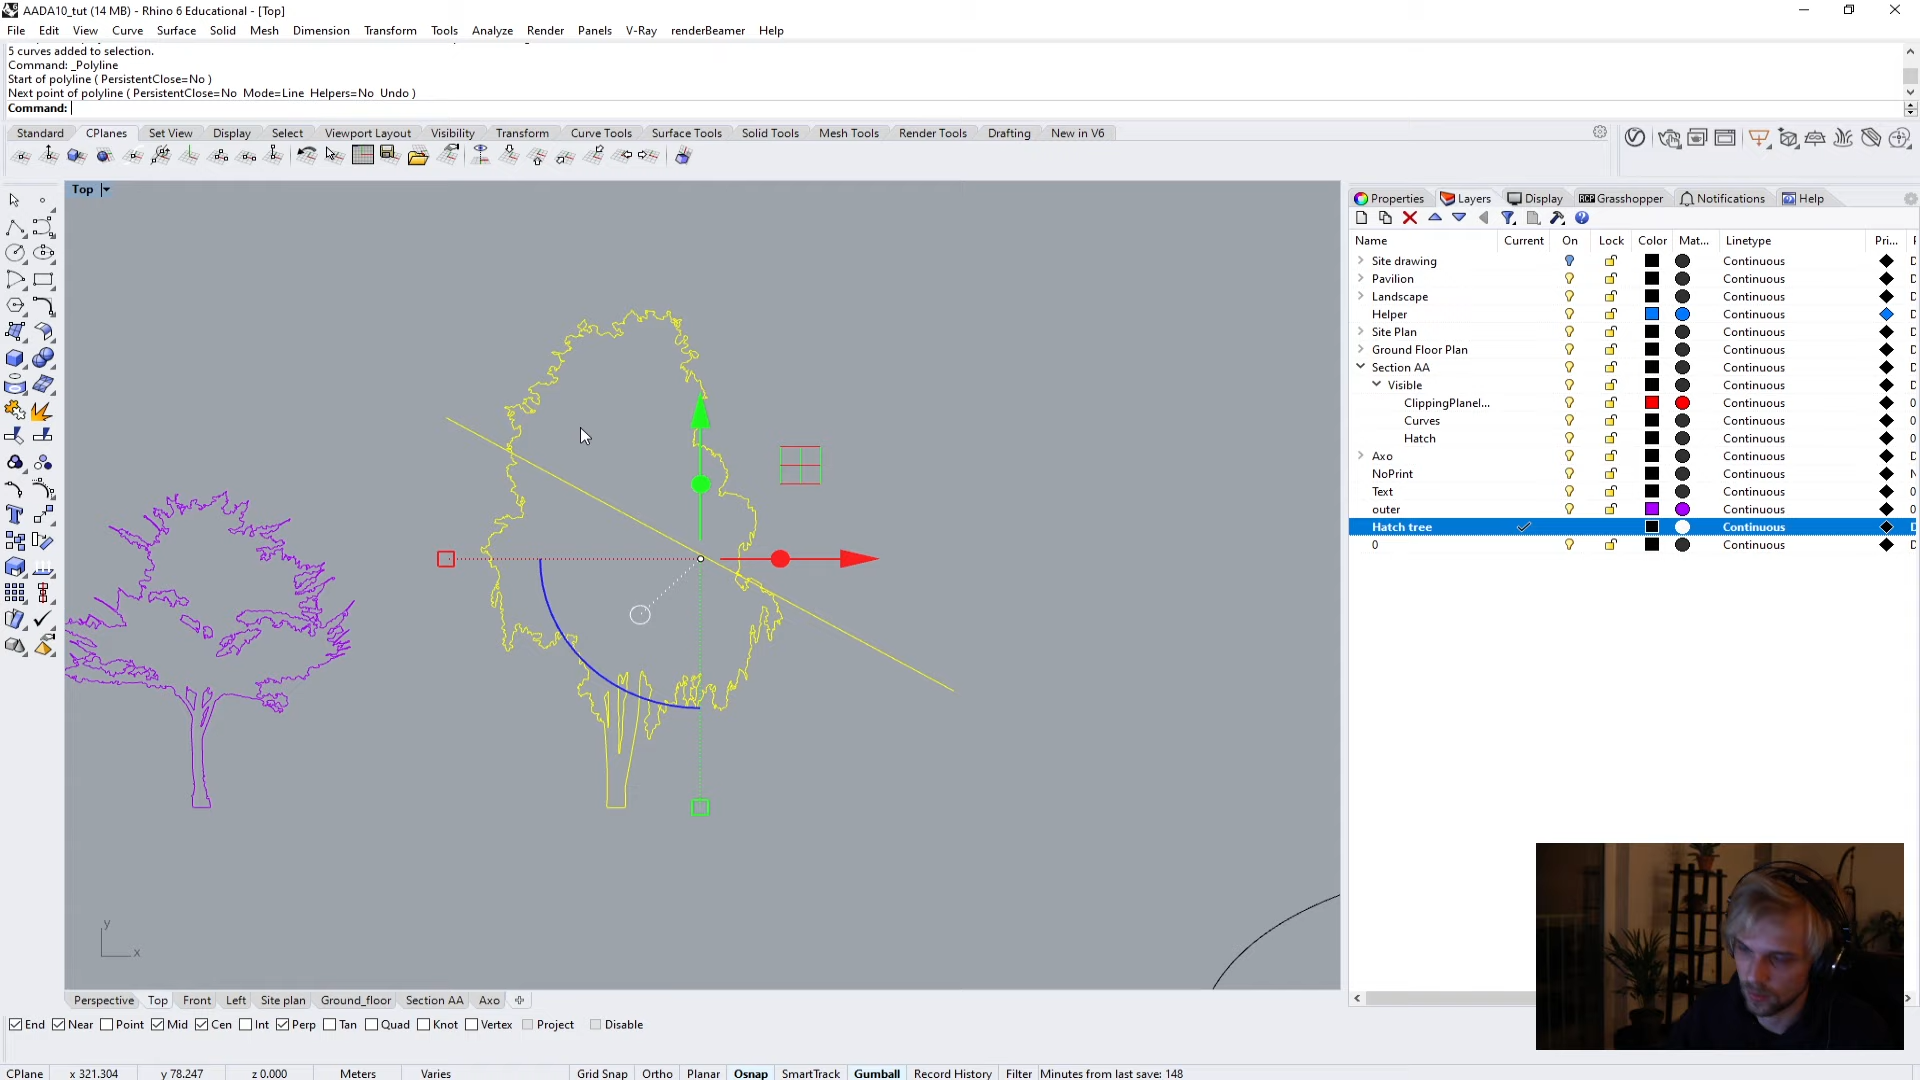 AADA10_tut (14 MB) - Rhino 6 Educational - [Top]
File Edit View Curve Surface Solid Mesh Dimension Transform Tools Analyze Render Panels V-Ray renderBeamer Help
5 curves added to selection.
Command: _Polyline
Start of polyline ( PersistentClose=No )
Next point of polyline ( PersistentClose=No Mode=Line Helpers=No Undo )
Command:
Standard CPlanes Set View Display Select Viewport Layout Visibility Transform Curve Tools Surface Tools Solid Tools Mesh Tools Render Tools Drafting New in V6
Top
Properties Layers Display Grasshopper Notifications Help
Name Current On Lock Color Mat... Linetype Pri...
Site drawing Continuous
Pavilion Continuous
Landscape Continuous
Helper Continuous
Site Plan Continuous
Ground Floor Plan Continuous
Section AA Continuous
Visible Continuous
ClippingPlanel... Continuous
Curves Continuous
Hatch Continuous
Axo Continuous
NoPrint Continuous
Text Continuous
outer Continuous
Hatch tree Continuous
0 Continuous
y
x
Perspective Top Front Left Site plan Ground_floor Section AA Axo
End Near Point Mid Cen Int Perp Tan Quad Knot Vertex Project Disable
CPlane x 321.304 y 78.247 z 0.000 Meters Varies Grid Snap Ortho Planar Osnap SmartTrack Gumball Record History Filter Minutes from last save: 148